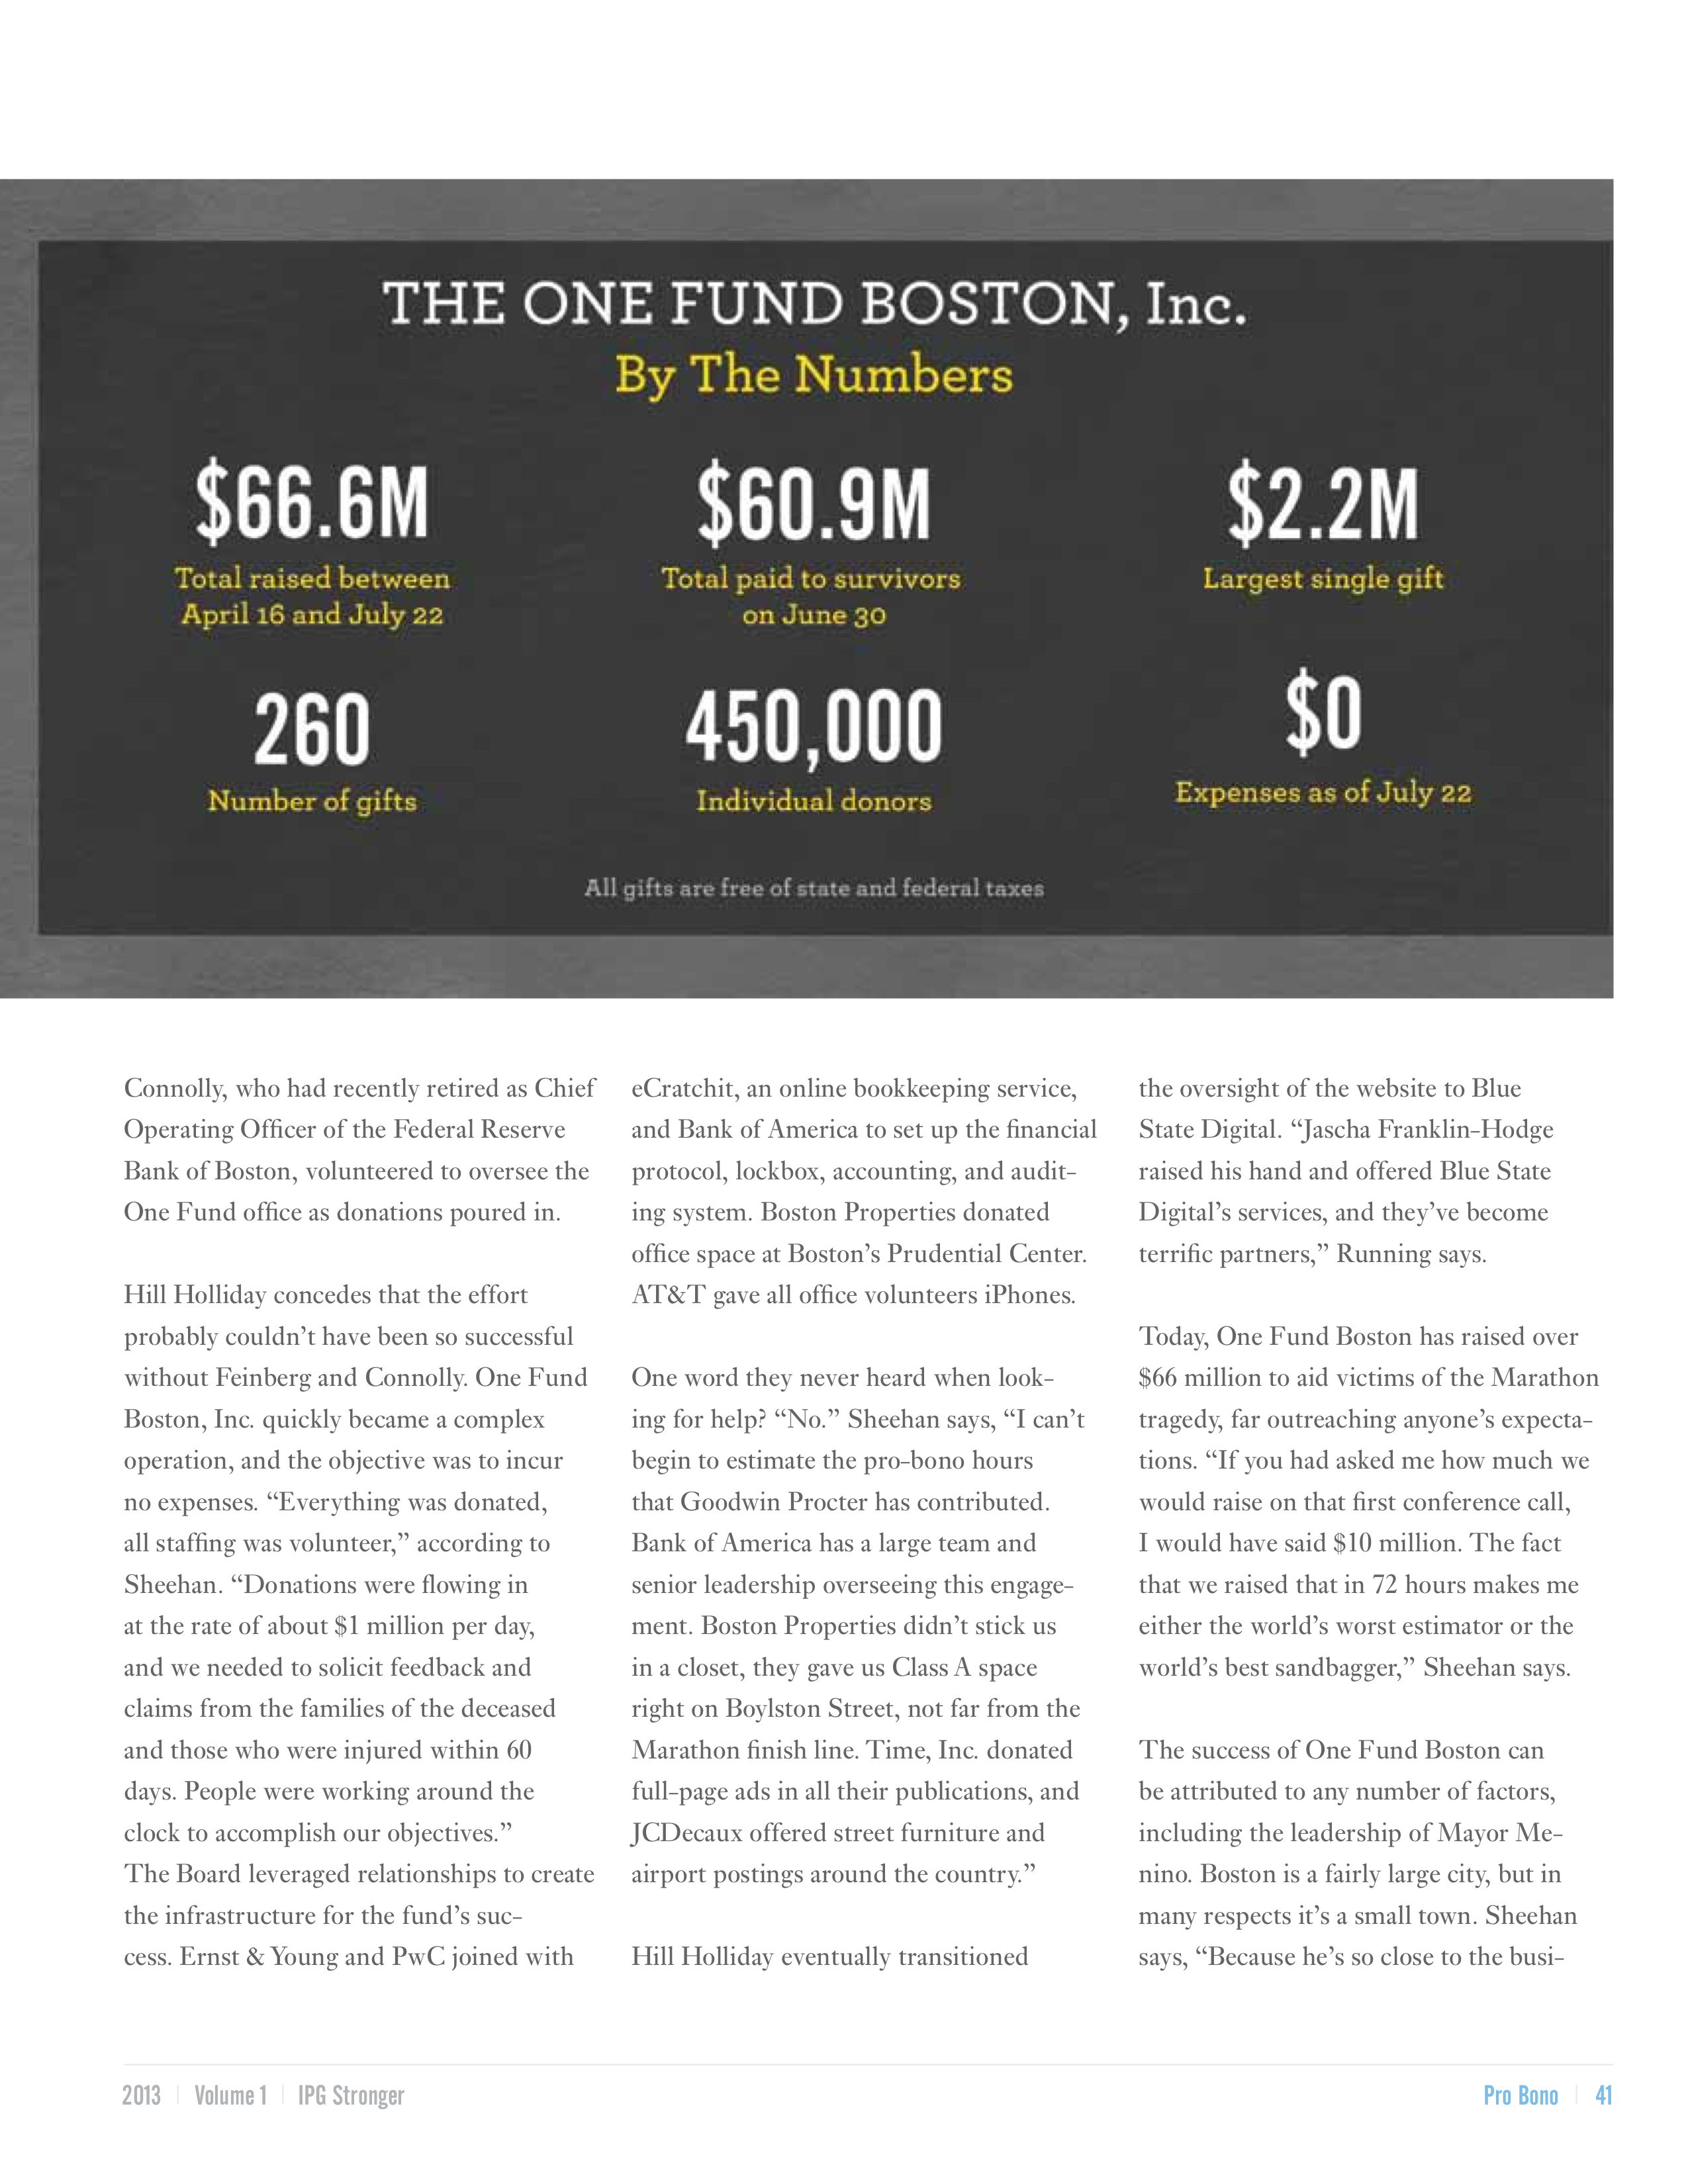 THE ONE FUND BOSTON, Inc.
By The Numbers
$66.6M
Total raised between
April 16 and July 22
$60.9M
Total paid to survivors
on June 30
$2.2M
Largest single gift
260
Number of gifts
450,000
Individual donors
$0
Expenses as of July 22
All gifts are free of state and federal taxes
Connolly, who had recently retired as Chief
Operating Officer of the Federal Reserve
Bank of Boston, volunteered to oversee the
One Fund office as donations poured in.
Hill Holliday concedes that the effort
probably couldn’t have been so successful
without Feinberg and Connolly. One Fund
Boston, Inc. quickly became a complex
operation, and the objective was to incur
no expenses. “Everything was donated,
all staffing was volunteer,” according to
Sheehan. “Donations were flowing in
at the rate of about $1 million per day,
and we needed to solicit feedback and
claims from the families of the deceased
and those who were injured within 60
days. People were working around the
clock to accomplish our objectives.”
The Board leveraged relationships to create
the infrastructure for the fund’s suc-
cess. Ernst & Young and PwC joined with
eCratchit, an online bookkeeping service,
and Bank of America to set up the financial
protocol, lockbox, accounting, and audit-
ing system. Boston Properties donated
office space at Boston’s Prudential Center.
AT&T gave all office volunteers iPhones.
One word they never heard when look-
ing for help? “No.” Sheehan says, “I can’t
begin to estimate the pro-bono hours
that Goodwin Procter has contributed.
Bank of America has a large team and
senior leadership overseeing this engage-
ment. Boston Properties didn’t stick us
in a closet, they gave us Class A space
right on Boylston Street, not far from the
Marathon finish line. Time, Inc. donated
full-page ads in all their publications, and
JCDecaux offered street furniture and
airport postings around the country.”
Hill Holliday eventually transitioned
the oversight of the website to Blue
State Digital. “Jascha Franklin-Hodge
raised his hand and offered Blue State
Digital’s services, and they’ve become
terrific partners,” Running says.
Today, One Fund Boston has raised over
$66 million to aid victims of the Marathon
tragedy, far outreaching anyone’s expecta-
tions. “If you had asked me how much we
would raise on that first conference call,
I would have said $10 million. The fact
that we raised that in 72 hours makes me
either the world’s worst estimator or the
world’s best sandbagger,” Sheehan says.
The success of One Fund Boston can
be attributed to any number of factors,
including the leadership of Mayor Me-
nino. Boston is a fairly large city, but in
many respects it’s a small town. Sheehan
says, “Because he’s so close to the busi-
2013 | Volume 1 | IPG Stronger
Pro Bono | 41